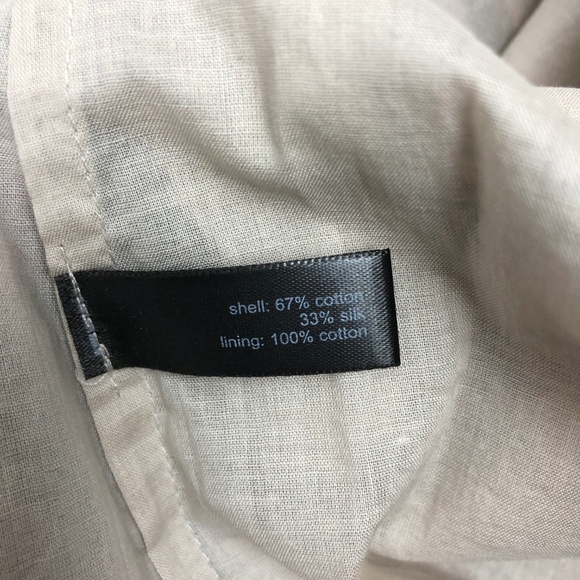 shell: 67% cotton
33% silk
lining: 100% cotton